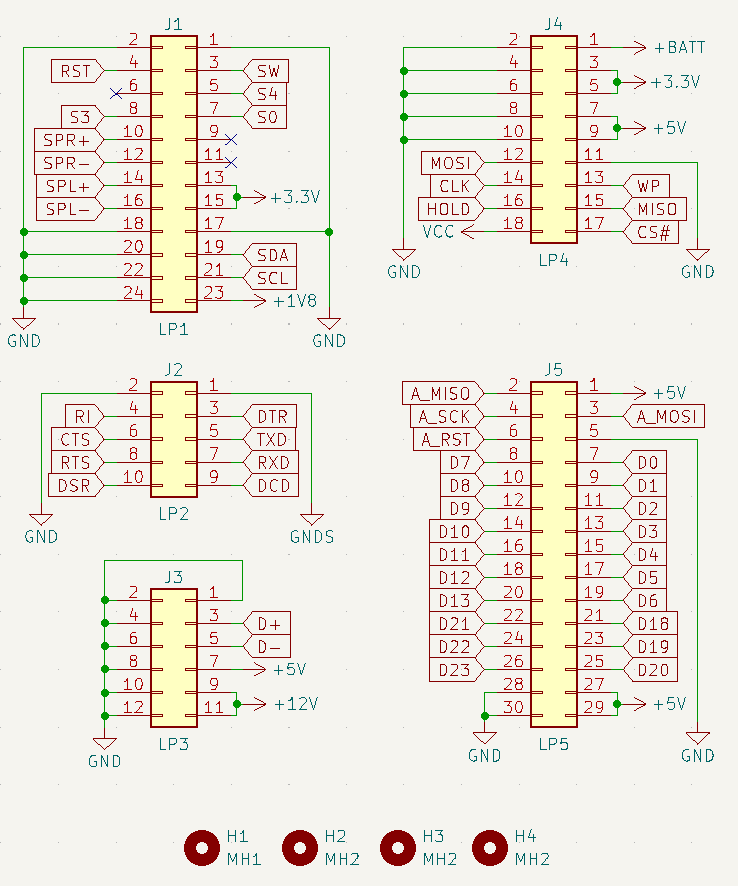 J1
2 1
RST 4 3 SW
6 5 S4
S3 8 7 S0
SPR+ 10 9
SPR- 12 11
SPL+ 14 13
+3.3V
SPL- 16 15
18 17
20 19 SDA
22 21 SCL
24 23 +1V8
LP1
GND GND
J4
2 1 +BATT
4 3
+3.3V
6 5
8 7
+5V
10 9
MOSI 12 11
CLK 14 13 WP
HOLD 16 15 MISO
VCC 18 17 CS#
LP4
GND GND
J2
2 1
RI 4 3 DTR
CTS 6 5 TXD
RTS 8 7 RXD
DSR 10 9 DCD
LP2
GND GNDS
J3
2 1
4 3 D+
6 5 D-
8 7 +5V
10 9
+12V
12 11
LP3
GND
J5
A_MISO 2 1 +5V
A_SCK 4 3 A_MOSI
A_RST 6 5
D7 8 7 D0
D8 10 9 D1
D9 12 11 D2
D10 14 13 D3
D11 16 15 D4
D12 18 17 D5
D13 20 19 D6
D21 22 21 D18
D22 24 23 D19
D23 26 25 D20
28 27
+5V
30 29
LP5
GND GND
H1 H2 H3 H4
MH1 MH2 MH2 MH2